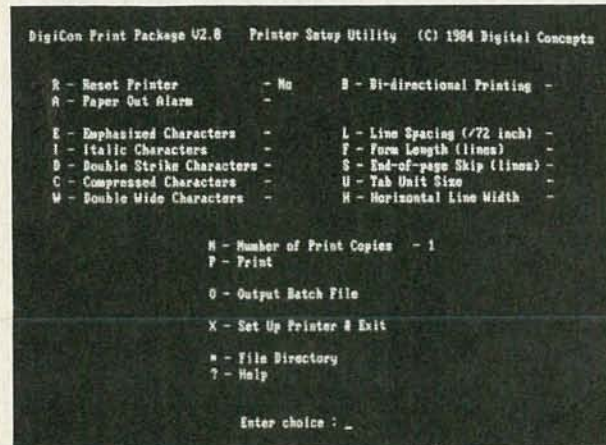 DigiCon Print Package V2.0 Printer Setup Utility (C) 1984 Digital Concepts
R - Reset Printer - No B - Bi-directional Printing -
A - Paper Out Alarm -
E - Emphasized Characters - L - Line Spacing (/72 inch) -
I - Italic Characters - F - Form Length (lines) -
D - Double Strike Characters - S - End-of-page Skip (lines) -
C - Compressed Characters - U - Tab Unit Size -
W - Double Wide Characters - H - Horizontal Line Width -
N - Number of Print Copies - 1
P - Print
O - Output Batch File
X - Set Up Printer & Exit
* - File Directory
? - Help
Enter choice : _